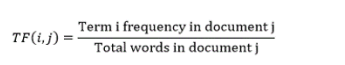 TF(i,j) = Term i frequency in document j / Total words in document j